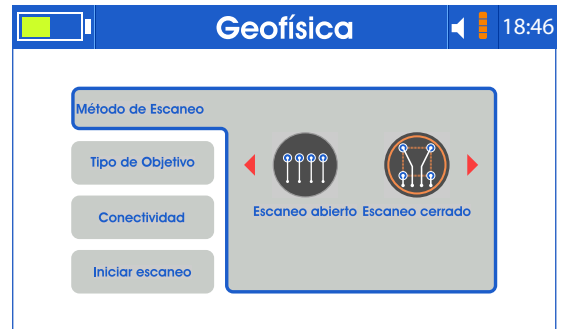 Geofísica
18:46
Método de Escaneo
Tipo de Objetivo
Conectividad
Iniciar escaneo
Escaneo abierto
Escaneo cerrado